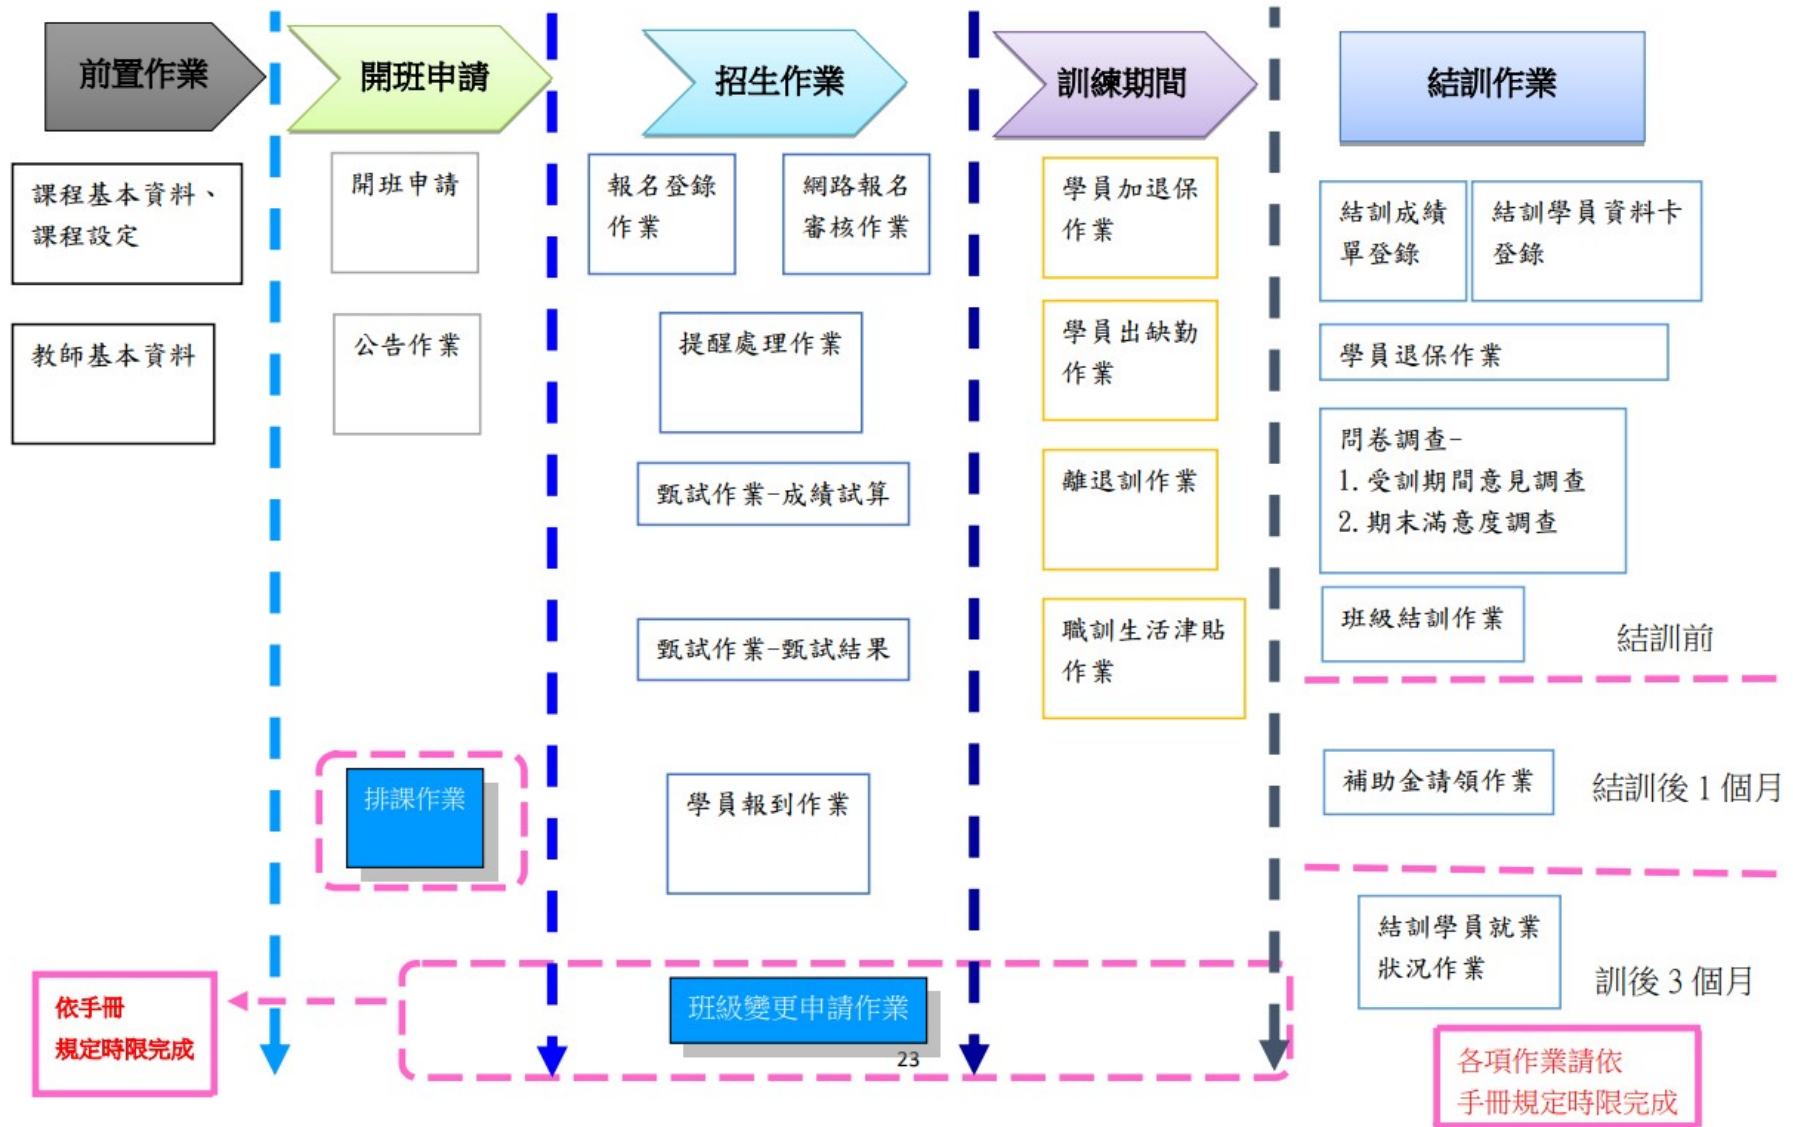 前置作業
開班申請
招生作業
訓練期間
結訓作業
課程基本資料、
課程設定
教師基本資料
開班申請
公告作業
排課作業
報名登錄
作業
網路報名
審核作業
提醒處理作業
甄試作業-成績試算
甄試作業-甄試結果
學員報到作業
學員加退保
作業
學員出缺勤
作業
離退訓作業
職訓生活津貼
作業
結訓成績
單登錄
結訓學員資料卡
登錄
學員退保作業
問卷調查-
1.受訓期間意見調查
2.期末滿意度調查
班級結訓作業
結訓前
補助金請領作業
結訓後1個月
結訓學員就業
狀況作業
訓後3個月
依手冊
規定時限完成
班級變更申請作業
23
各項作業請依
手冊規定時限完成